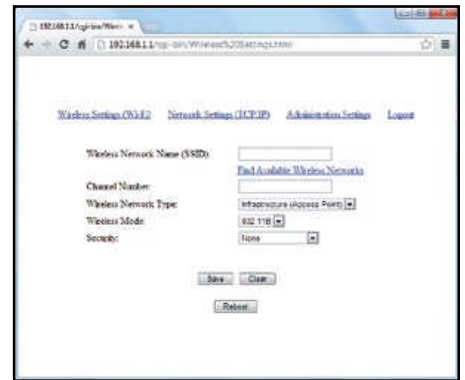 192.168.1.1/cgi-bin/Wirel
192.168.1.1/cgi-bin/Wireless%20Settings.html
Wireless Settings (Wi-Fi) Network Settings (TCP/IP) Administration Settings Logout
Wireless Network Name (SSID):
Find Available Wireless Networks
Channel Number:
Wireless Network Type: Infrastructure (Access Point)
Wireless Mode: 802.11B
Security: None
Save Clear
Reboot